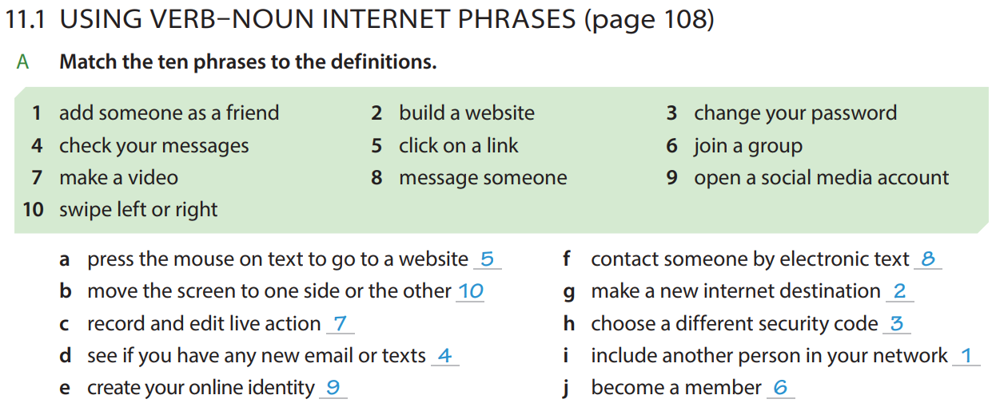 11.1 USING VERB–NOUN INTERNET PHRASES (page 108)
A Match the ten phrases to the definitions.
1 add someone as a friend
2 build a website
3 change your password
4 check your messages
5 click on a link
6 join a group
7 make a video
8 message someone
9 open a social media account
10 swipe left or right
a press the mouse on text to go to a website 5
b move the screen to one side or the other 10
c record and edit live action 7
d see if you have any new email or texts 4
e create your online identity 9
f contact someone by electronic text 8
g make a new internet destination 2
h choose a different security code 3
i include another person in your network 1
j become a member 6